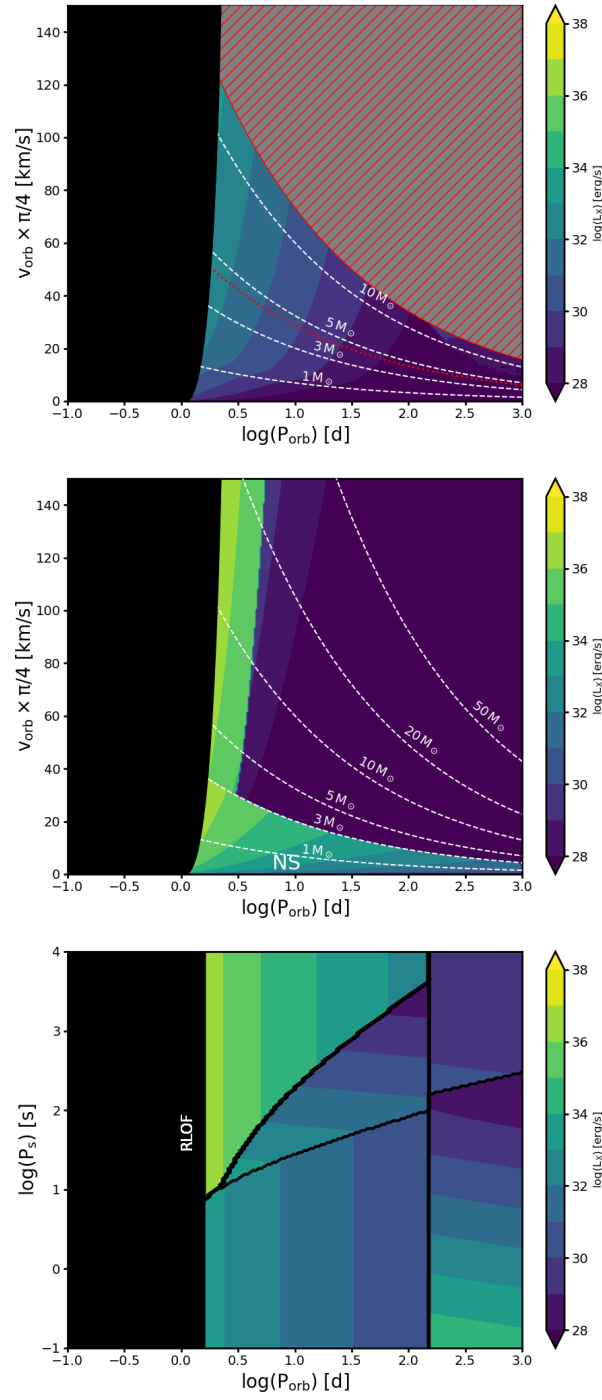 140
120
100
80
60
40
20
0
v_orb × π/4 [km/s]
10 M⊙
5 M⊙
3 M⊙
1 M⊙
-1.0 -0.5 0.0 0.5 1.0 1.5 2.0 2.5 3.0
log(P_orb) [d]
38
36
34
32
30
28
log(L_X) [erg/s]
140
120
100
80
60
40
20
0
v_orb × π/4 [km/s]
50 M⊙
20 M⊙
10 M⊙
5 M⊙
3 M⊙
1 M⊙
NS
-1.0 -0.5 0.0 0.5 1.0 1.5 2.0 2.5 3.0
log(P_orb) [d]
38
36
34
32
30
28
log(L_X) [erg/s]
4
3
2
1
0
-1
log(P_s) [s]
RLOF
-1.0 -0.5 0.0 0.5 1.0 1.5 2.0 2.5 3.0
log(P_orb) [d]
38
36
34
32
30
28
log(L_X) [erg/s]